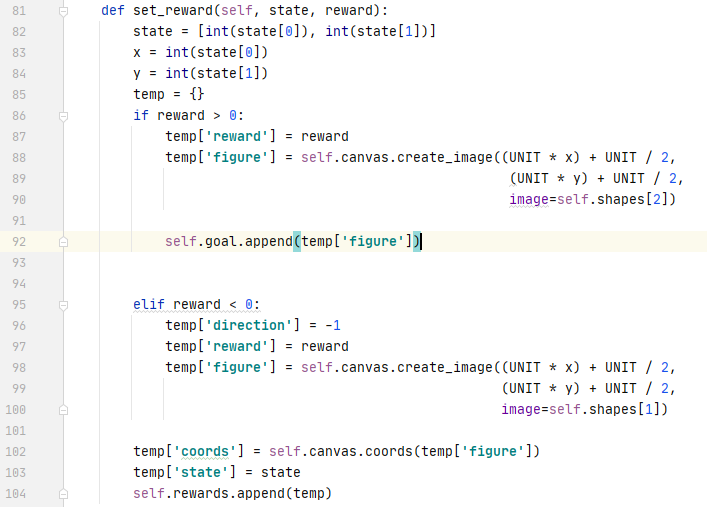 81 def set_reward(self, state, reward):
82 state = [int(state[0]), int(state[1])]
83 x = int(state[0])
84 y = int(state[1])
85 temp = {}
86 if reward > 0:
87 temp['reward'] = reward
88 temp['figure'] = self.canvas.create_image((UNIT * x) + UNIT / 2,
89 (UNIT * y) + UNIT / 2,
90 image=self.shapes[2])
91
92 self.goal.append(temp['figure'])
93
94
95 elif reward < 0:
96 temp['direction'] = -1
97 temp['reward'] = reward
98 temp['figure'] = self.canvas.create_image((UNIT * x) + UNIT / 2,
99 (UNIT * y) + UNIT / 2,
100 image=self.shapes[1])
101
102 temp['coords'] = self.canvas.coords(temp['figure'])
103 temp['state'] = state
104 self.rewards.append(temp)